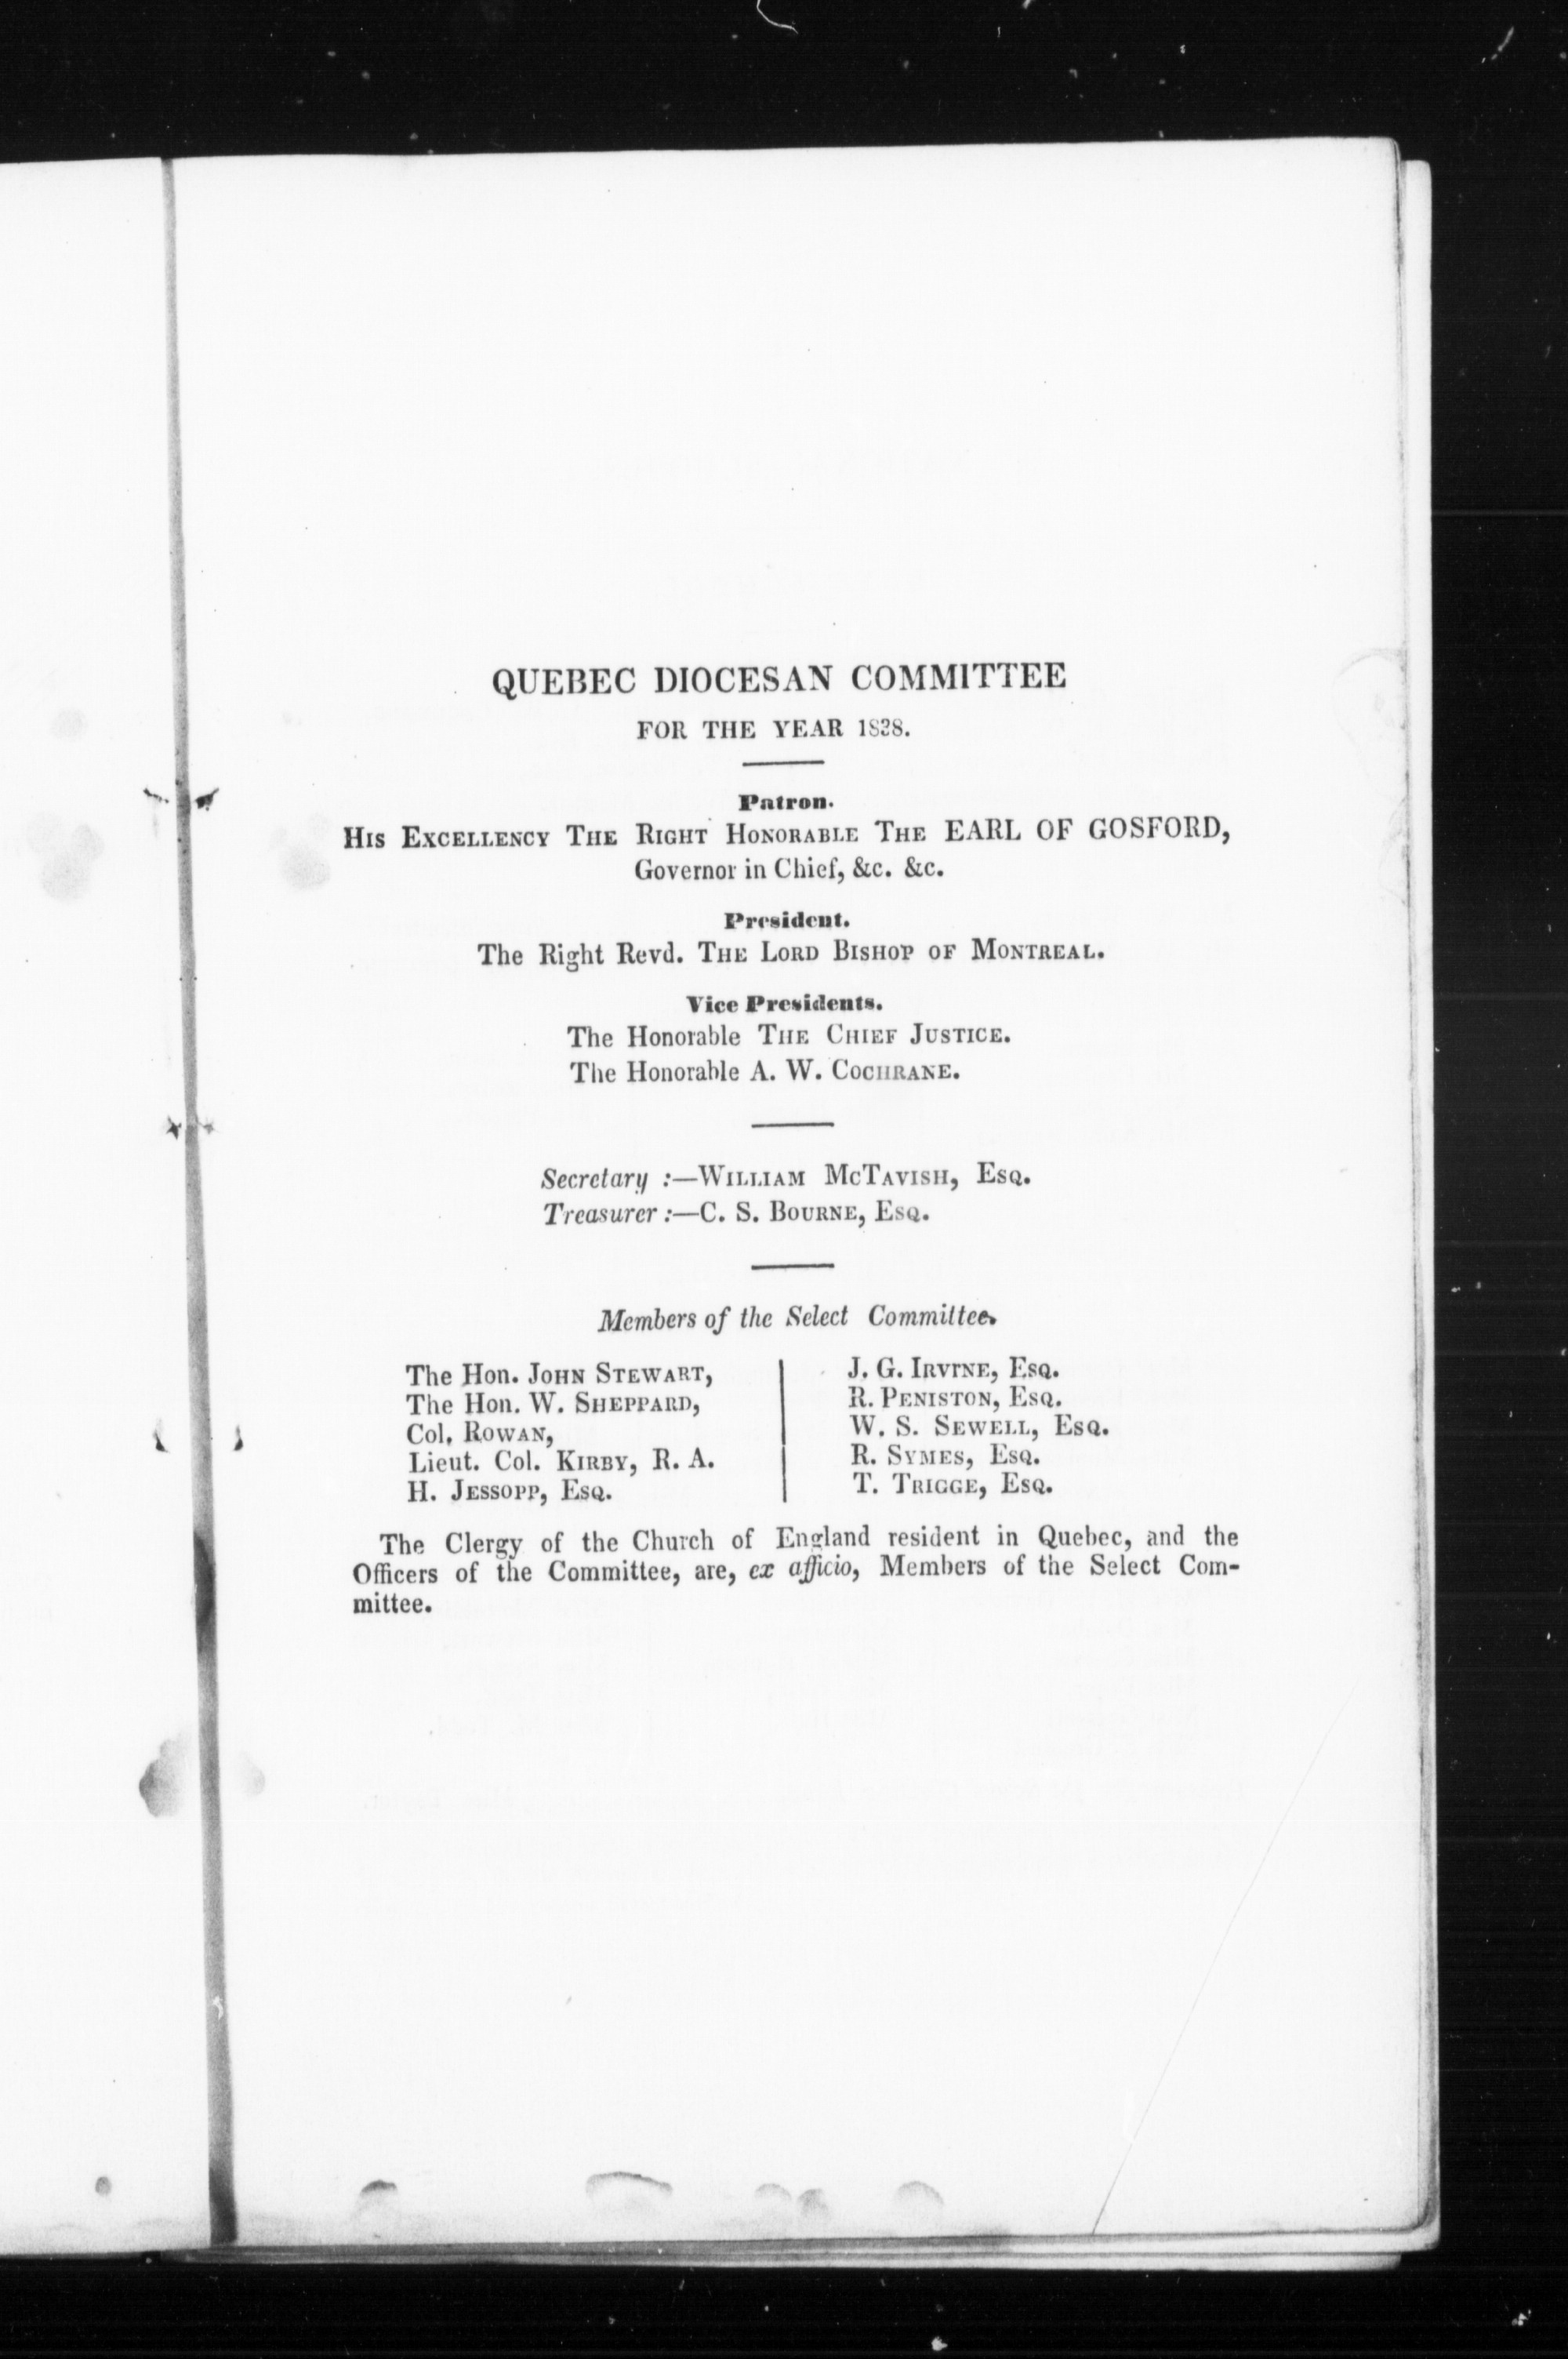 QUEBEC DIOCESAN COMMITTEE
FOR THE YEAR 1838.
Patron.
HIS EXCELLENCY THE RIGHT HONORABLE THE EARL OF GOSFORD,
Governor in Chief, &c. &c.
President.
The Right Revd. THE LORD BISHOP OF MONTREAL.
Vice Presidents.
The Honorable THE CHIEF JUSTICE.
The Honorable A. W. COCHRANE.
Secretary :—WILLIAM McTAVISH, ESQ.
Treasurer :—C. S. BOURNE, ESQ.
Members of the Select Committee.
The Hon. JOHN STEWART,
The Hon. W. SHEPPARD,
Col. ROWAN,
Lieut. Col. KIRBY, R. A.
H. JESSOPP, ESQ.
J. G. IRVINE, ESQ.
R. PENISTON, ESQ.
W. S. SEWELL, ESQ.
R. SYMES, ESQ.
T. TRIGGE, ESQ.
The Clergy of the Church of England resident in Quebec, and the
Officers of the Committee, are, ex afficio, Members of the Select Com-
mittee.